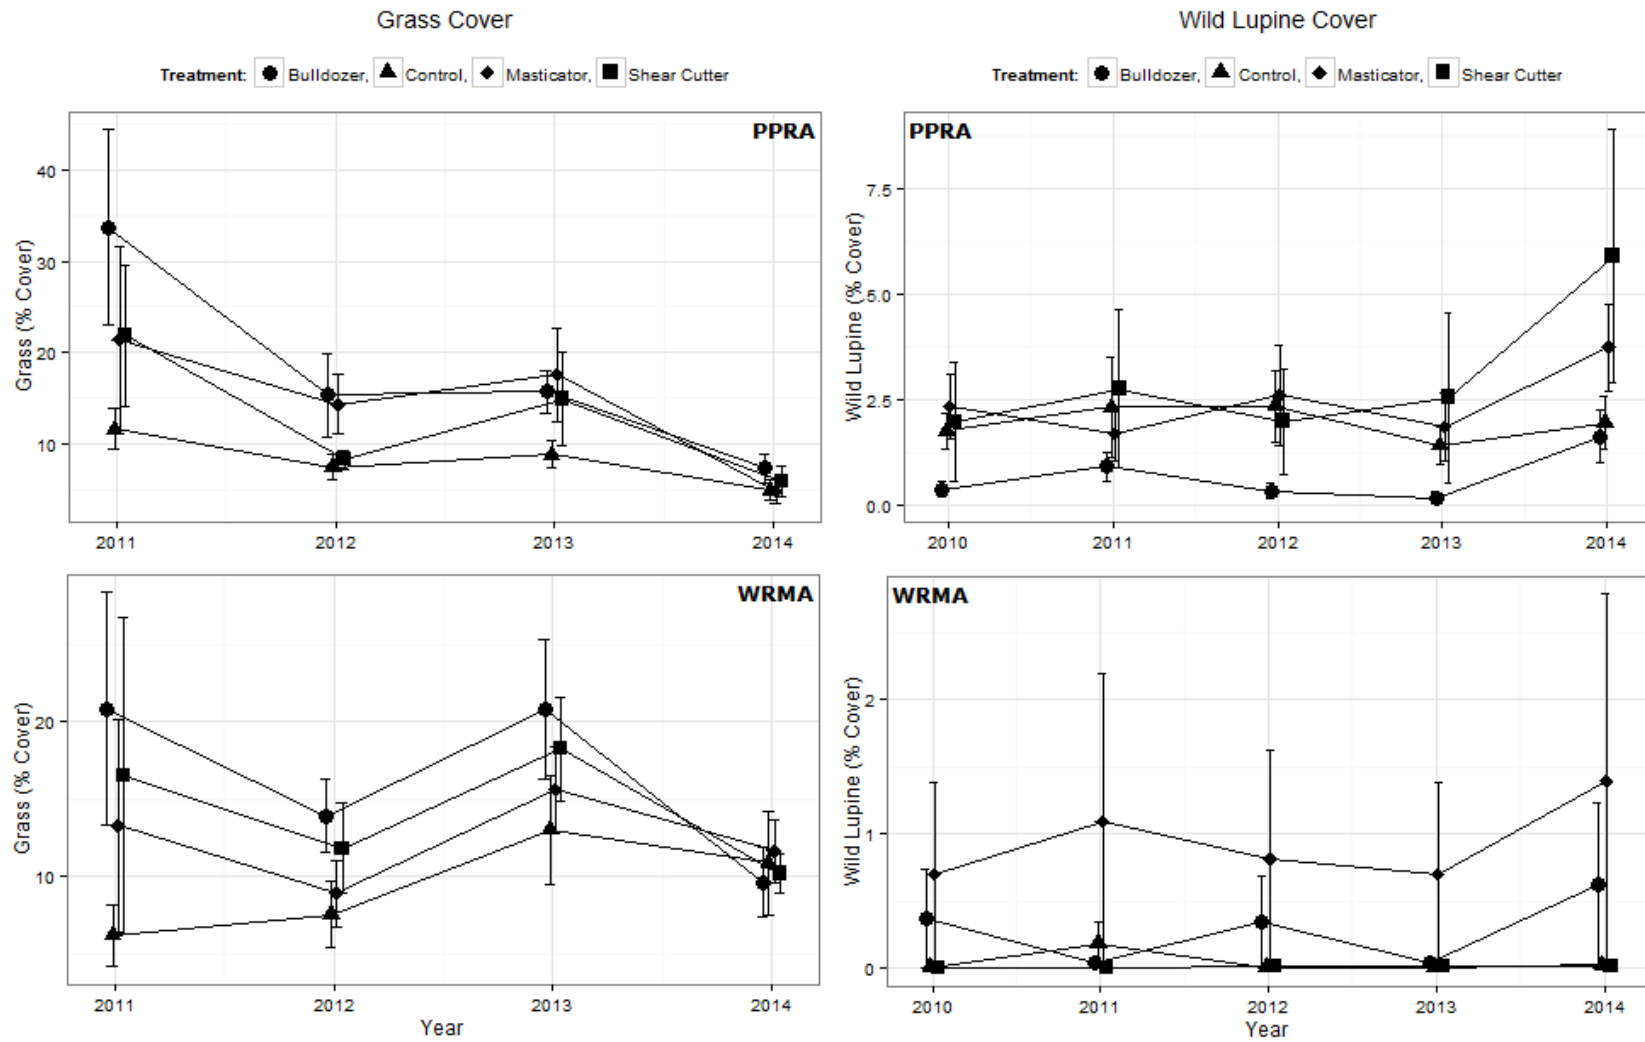 Grass Cover
Treatment: Bulldozer, Control, Masticator, Shear Cutter
PPRA
Grass (% Cover)
40
30
20
10
2011 2012 2013 2014
Wild Lupine Cover
Treatment: Bulldozer, Control, Masticator, Shear Cutter
PPRA
Wild Lupine (% Cover)
7.5
5.0
2.5
0.0
2010 2011 2012 2013 2014
WRMA
Grass (% Cover)
20
10
2011 2012 2013 2014
Year
WRMA
Wild Lupine (% Cover)
2
1
0
2010 2011 2012 2013 2014
Year